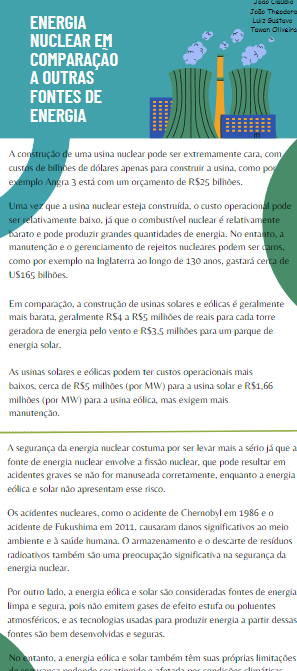 João Cláudio
João Theodoro
Luiz Gustavo
Tawan Oliveira
ENERGIA
NUCLEAR EM
COMPARAÇÃO
A OUTRAS
FONTES DE
ENERGIA
A construção de uma usina nuclear pode ser extremamente cara, com
custos de bilhões de dólares apenas para construir a usina, como por
exemplo Angra 3 está com um orçamento de R$25 bilhões.
Uma vez que a usina nuclear esteja construída, o custo operacional pode
ser relativamente baixo, já que o combustível nuclear é relativamente
barato e pode produzir grandes quantidades de energia. No entanto, a
manutenção e o gerenciamento de rejeitos nucleares podem ser caros,
como por exemplo na Inglaterra ao longo de 130 anos, gastará cerca de
U$165 bilhões.
Em comparação, a construção de usinas solares e eólicas é geralmente
mais barata, geralmente R$4 a R$5 milhões de reais para cada torre
geradora de energia pelo vento e R$3,5 milhões para um parque de
energia solar.
As usinas solares e eólicas podem ter custos operacionais mais
baixos, cerca de R$5 milhões (por MW) para a usina solar e R$1,66
milhões (por MW) para a usina eólica, mas exigem mais
manutenção.
A segurança da energia nuclear costuma por ser levar mais a sério já que a
fonte de energia nuclear envolve a fissão nuclear, que pode resultar em
acidentes graves se não for manuseada corretamente, enquanto a energia
eólica e solar não apresentam esse risco.
Os acidentes nucleares, como o acidente de Chernobyl em 1986 e o
acidente de Fukushima em 2011, causaram danos significativos ao meio
ambiente e à saúde humana. O armazenamento e o descarte de resíduos
radioativos também são uma preocupação significativa na segurança da
energia nuclear.
Por outro lado, a energia eólica e solar são consideradas fontes de energia
limpa e segura, pois não emitem gases de efeito estufa ou poluentes
atmosféricos, e as tecnologias usadas para produzir energia a partir dessas
fontes são bem desenvolvidas e seguras.
No entanto, a energia eólica e solar também têm suas próprias limitações